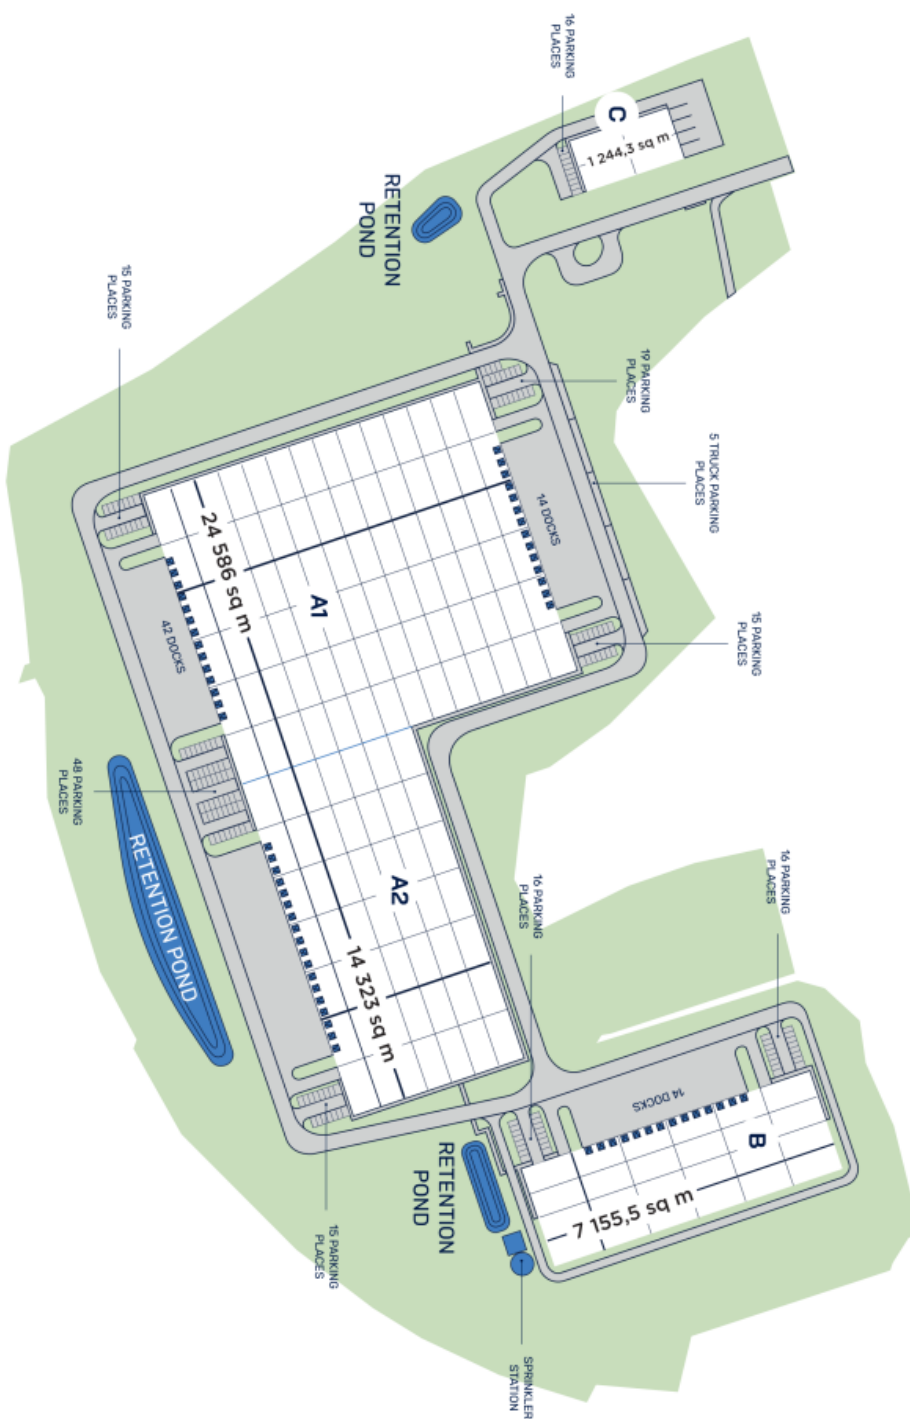 16 PARKING
PLACES
C
1 244,3 sq m
RETENTION
POND
15 PARKING
PLACES
19 PARKING
PLACES
5 TRUCK PARKING
PLACES
14 DOCKS
24 586 sq m
A1
42 DOCKS
15 PARKING
PLACES
48 PARKING
PLACES
RETENTION POND
A2
14 323 sq m
16 PARKING
PLACES
16 PARKING
PLACES
14 DOCKS
B
7 155,5 sq m
RETENTION
POND
15 PARKING
PLACES
SPRINKLER
STATION